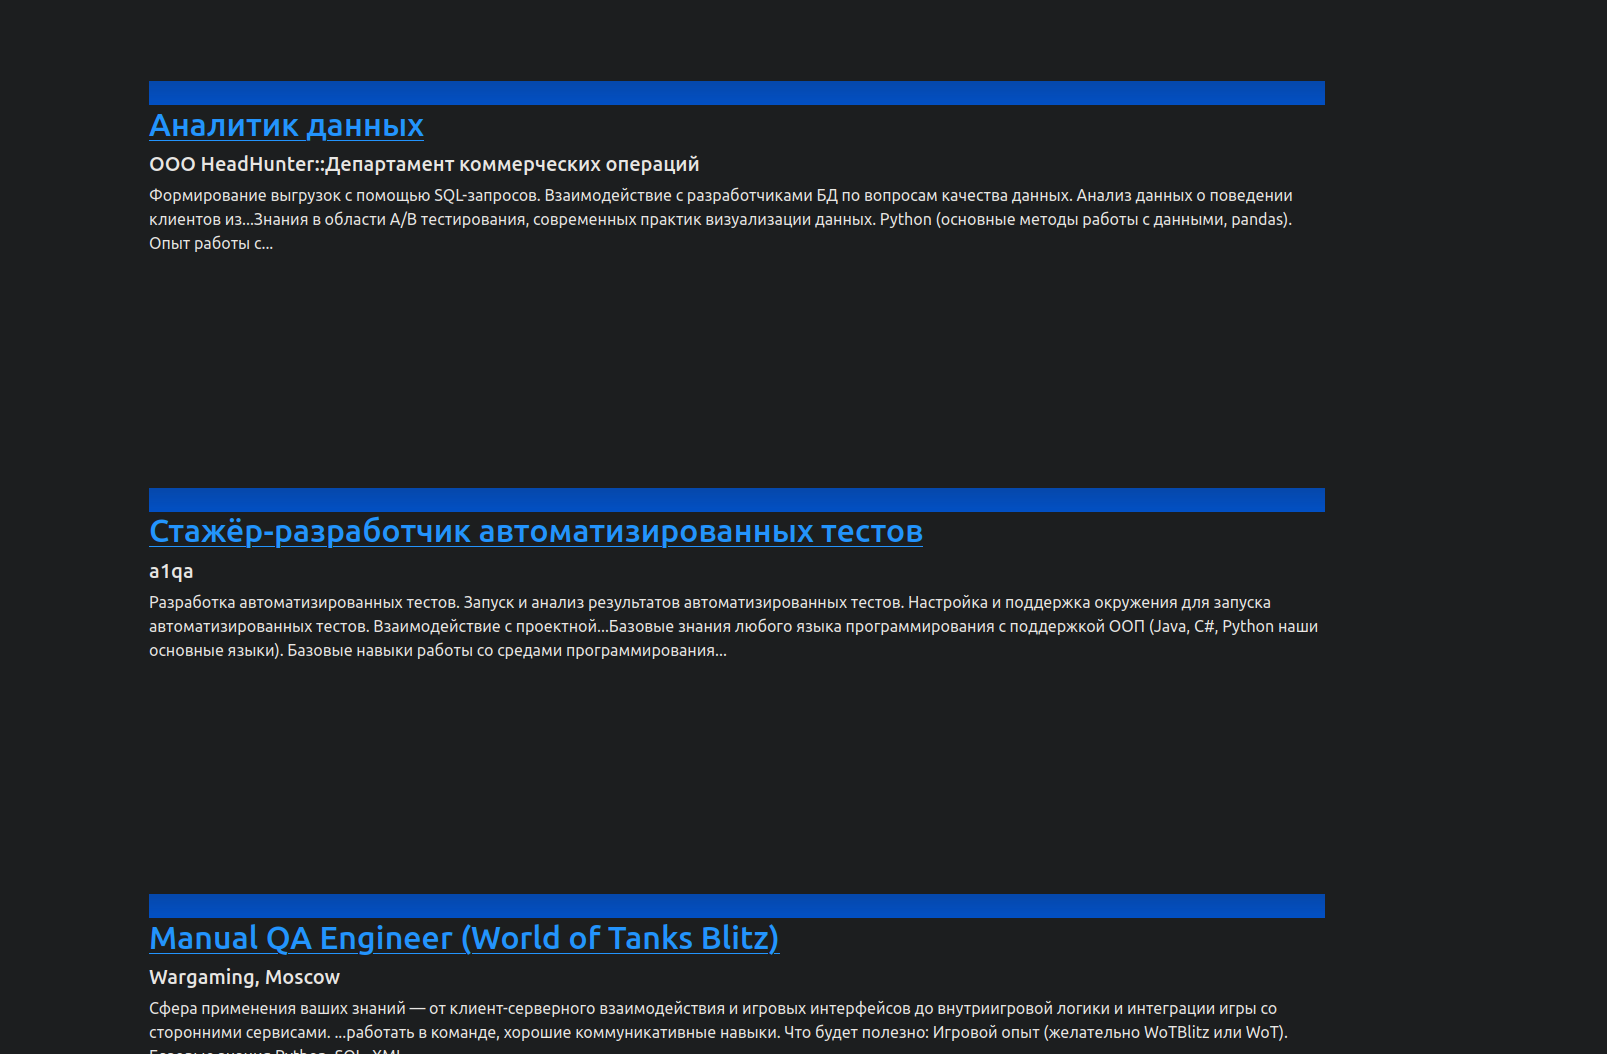 Аналитик данных
ООО HeadHunter::Департамент коммерческих операций
Формирование выгрузок с помощью SQL-запросов. Взаимодействие с разработчиками БД по вопросам качества данных. Анализ данных о поведении
клиентов из...Знания в области А/В тестирования, современных практик визуализации данных. Python (основные методы работы с данными, pandas).
Опыт работы с...
Стажёр-разработчик автоматизированных тестов
a1qa
Разработка автоматизированных тестов. Запуск и анализ результатов автоматизированных тестов. Настройка и поддержка окружения для запуска
автоматизированных тестов. Взаимодействие с проектной...Базовые знания любого языка программирования с поддержкой ООП (Java, C#, Python наши
основные языки). Базовые навыки работы со средами программирования...
Manual QA Engineer (World of Tanks Blitz)
Wargaming, Moscow
Сфера применения ваших знаний — от клиент-серверного взаимодействия и игровых интерфейсов до внутриигровой логики и интеграции игры со
сторонними сервисами. ...работать в команде, хорошие коммуникативные навыки. Что будет полезно: Игровой опыт (желательно WoTBlitz или WoT).
Базовые знания Python, SQL, XML